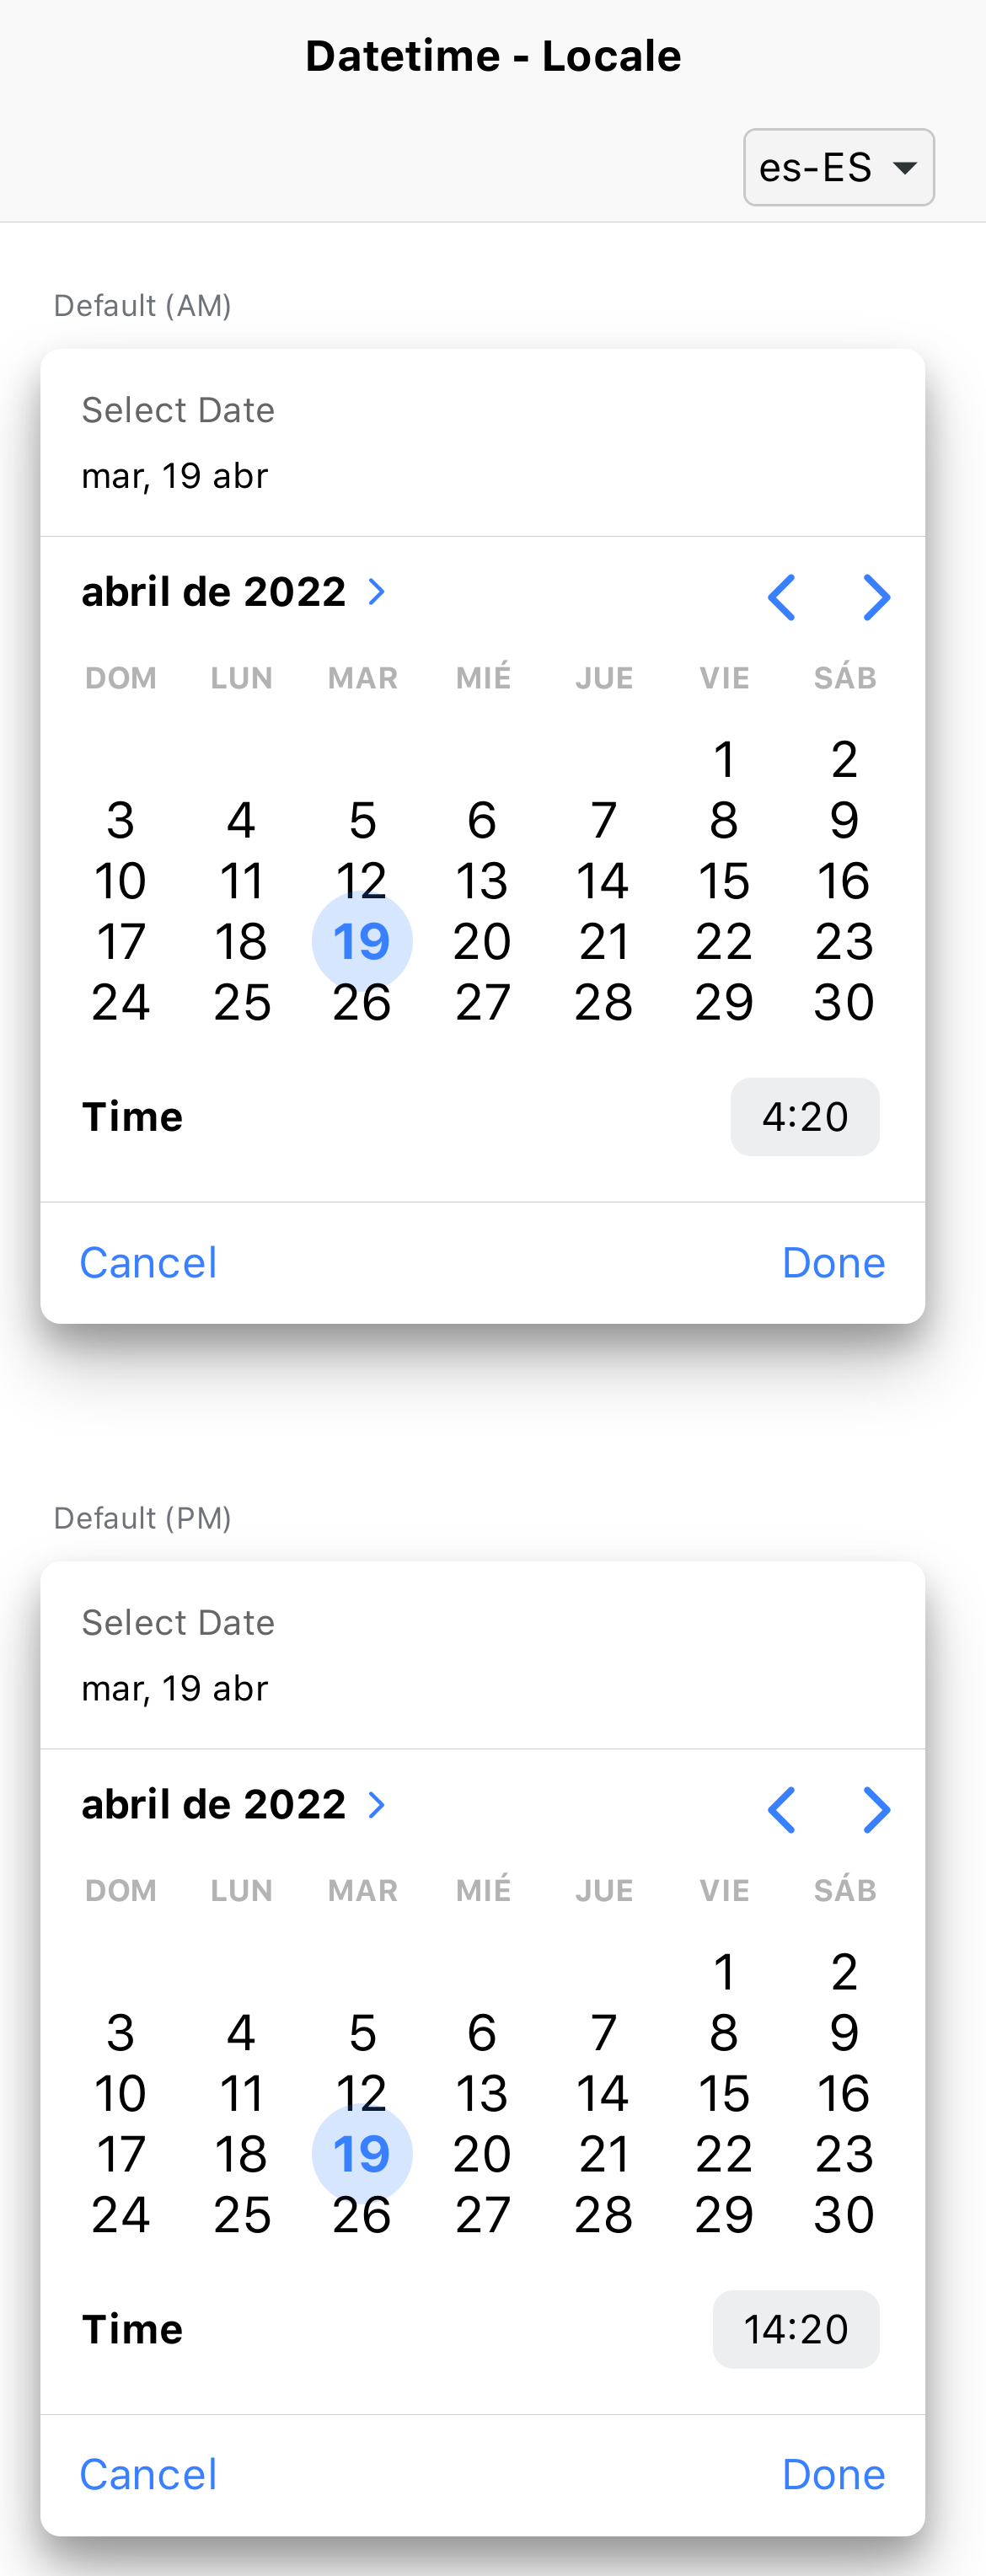 Datetime - Locale
es-ES
Default (AM)
Select Date
mar, 19 abr
abril de 2022
DOM LUN MAR MIÉ JUE VIE SÁB
1 2
3 4 5 6 7 8 9
10 11 12 13 14 15 16
17 18 19 20 21 22 23
24 25 26 27 28 29 30
Time 4:20
Cancel Done
Default (PM)
Select Date
mar, 19 abr
abril de 2022
DOM LUN MAR MIÉ JUE VIE SÁB
1 2
3 4 5 6 7 8 9
10 11 12 13 14 15 16
17 18 19 20 21 22 23
24 25 26 27 28 29 30
Time 14:20
Cancel Done